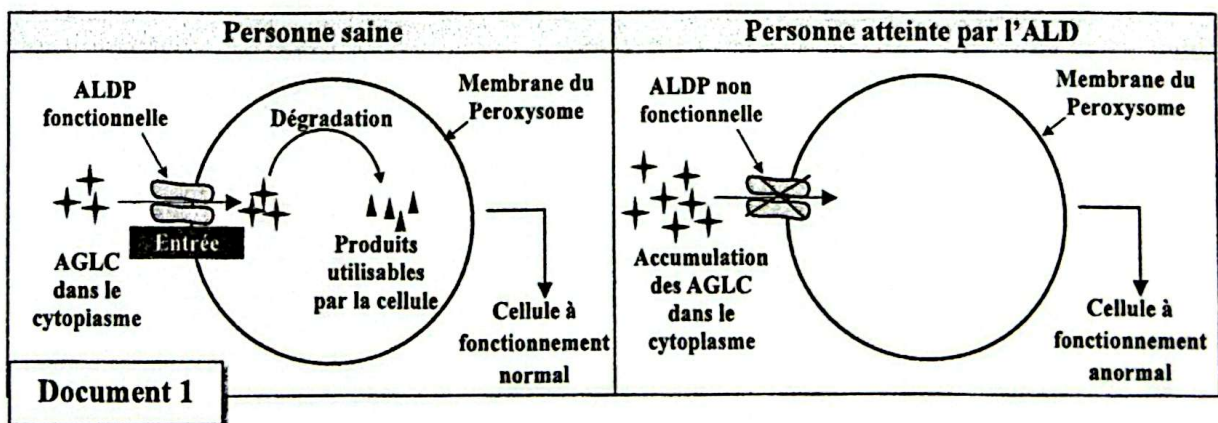 Personne saine
Personne atteinte par l'ALD
ALDP
fonctionnelle
Dégradation
Membrane du
Peroxysome
Entrée
AGLC
dans le
cytoplasme
Produits
utilisables
par la cellule
Cellule à
fonctionnement
normal
ALDP non
fonctionnelle
Membrane du
Peroxysome
Accumulation
des AGLC
dans le
cytoplasme
Cellule à
fonctionnement
anormal
Document 1